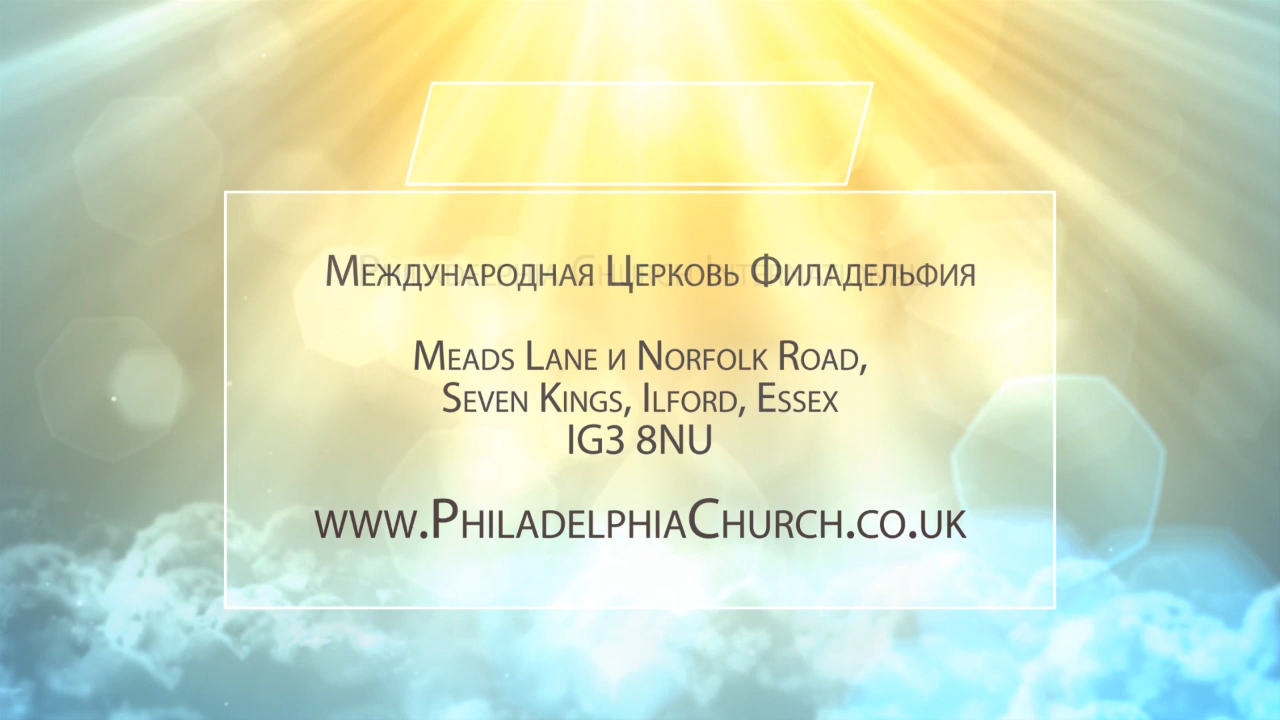 Международная Церковь Филадельфия
Meads Lane и Norfolk Road,
Seven Kings, Ilford, Essex
IG3 8NU
www.PhiladelphiaChurch.co.uk